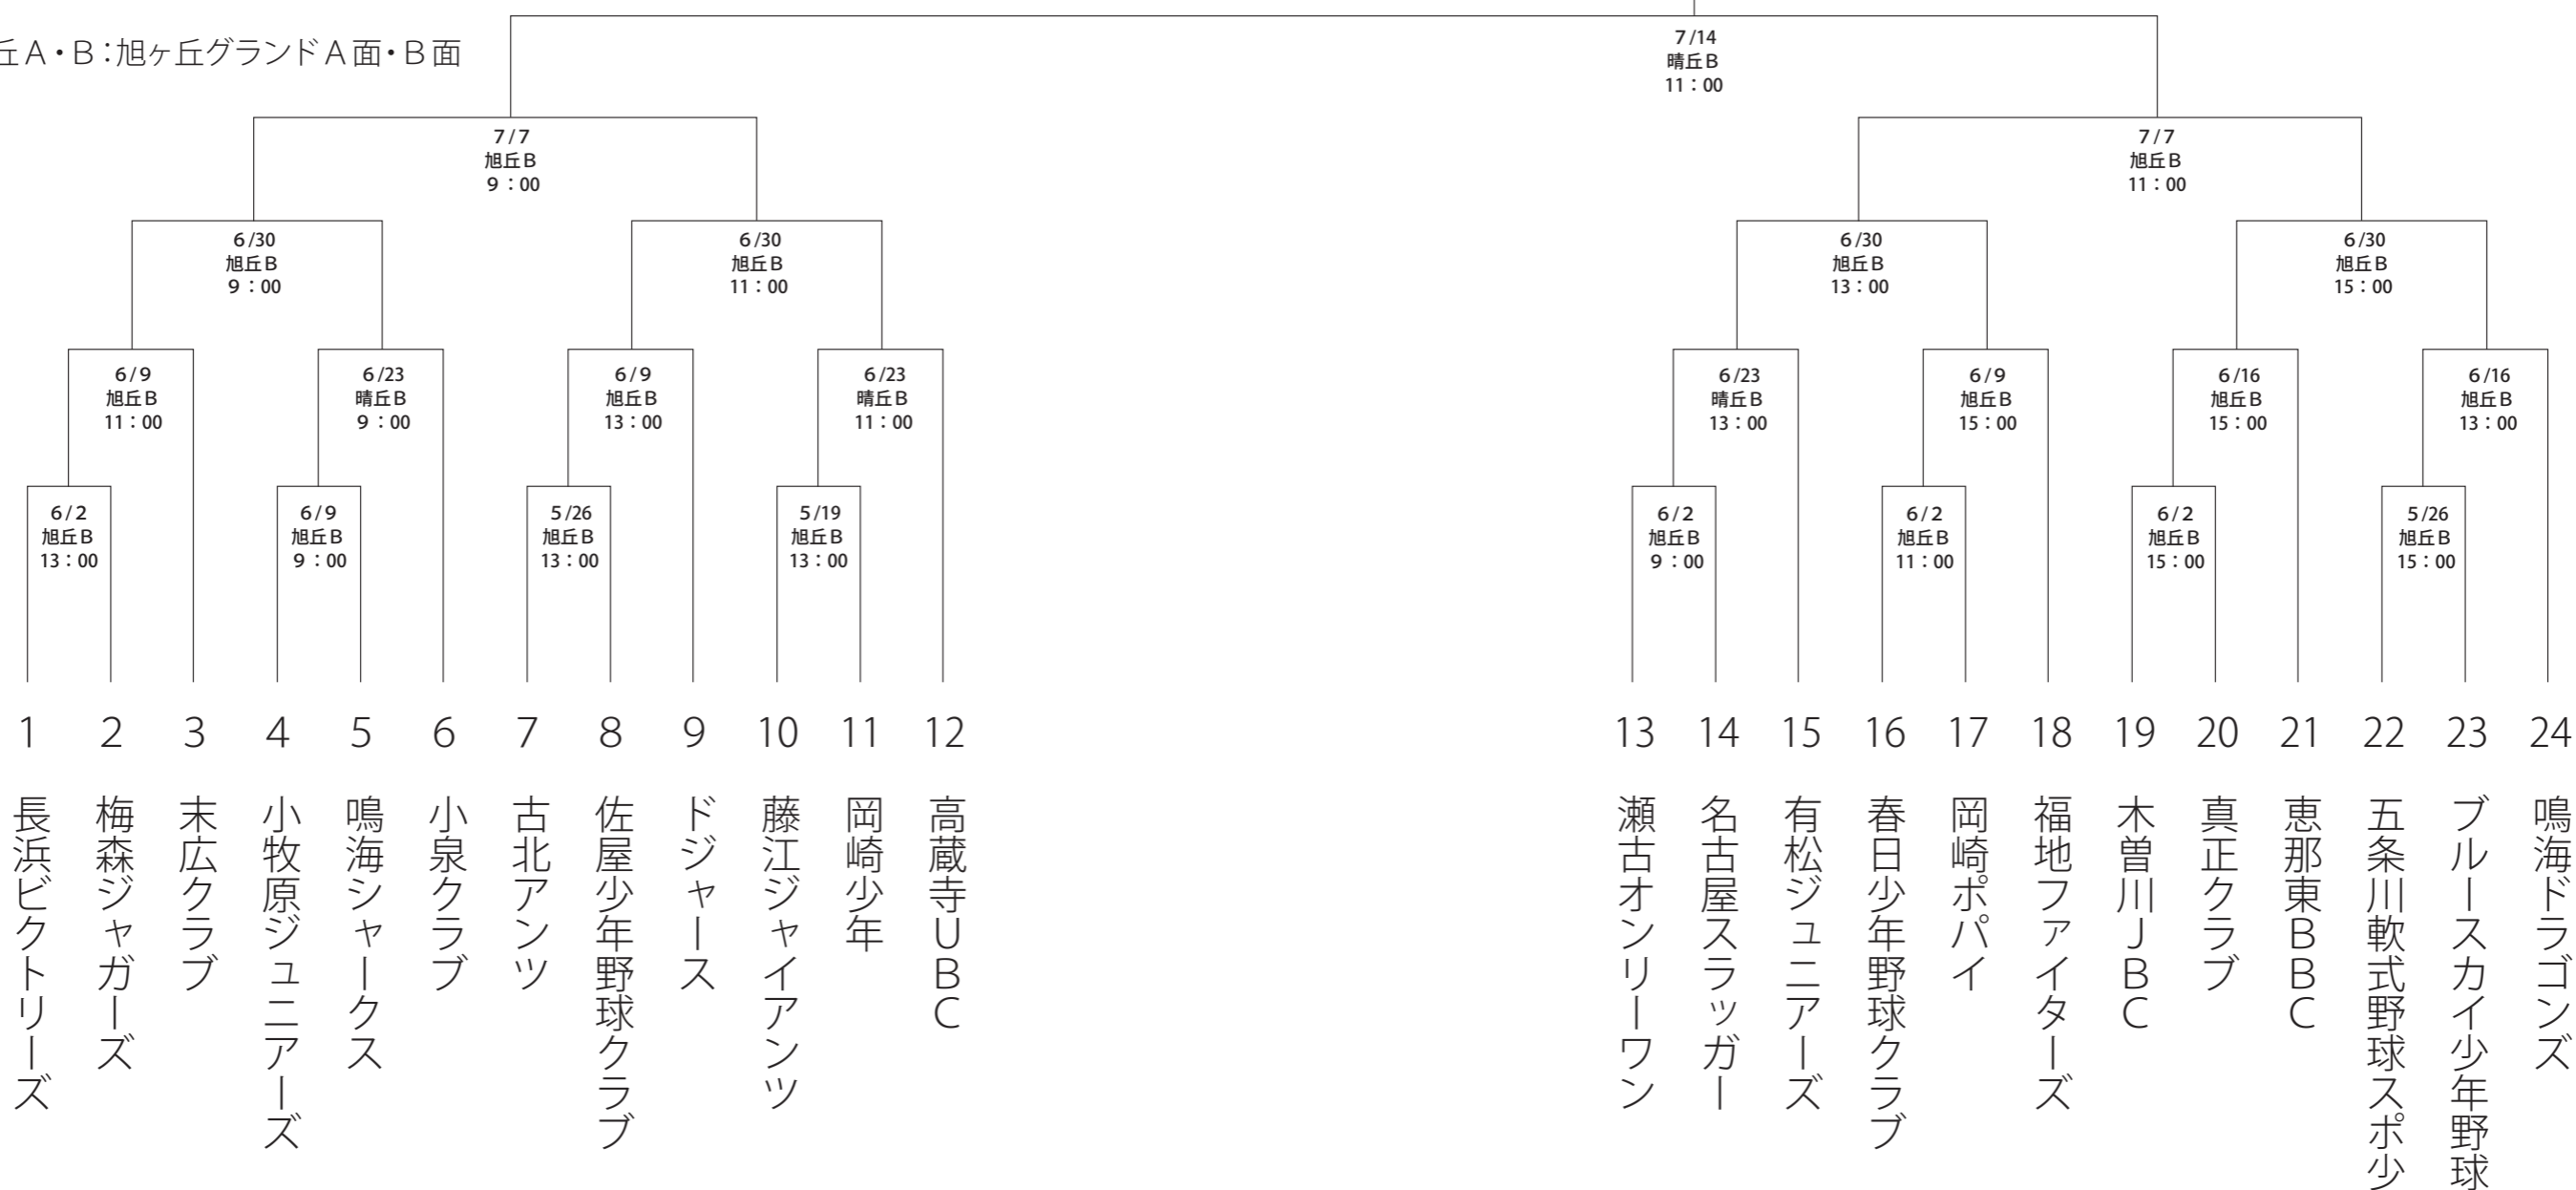 7/14
晴丘B
11：00
丘A・B：旭ヶ丘グランドA面・B面
7/7
旭丘B
9：00
7/7
旭丘B
11：00
6/30
旭丘B
9：00
6/30
旭丘B
11：00
6/30
旭丘B
13：00
6/30
旭丘B
15：00
6/9
旭丘B
11：00
6/23
晴丘B
9：00
6/9
旭丘B
13：00
6/23
晴丘B
11：00
6/23
晴丘B
13：00
6/9
旭丘B
15：00
6/16
旭丘B
15：00
6/16
旭丘B
13：00
6/2
旭丘B
13：00
6/9
旭丘B
9：00
5/26
旭丘B
13：00
5/19
旭丘B
13：00
6/2
旭丘B
9：00
6/2
旭丘B
11：00
6/2
旭丘B
15：00
5/26
旭丘B
15：00
1 長浜ビクトリーズ
2 梅森ジャガーズ
3 末広クラブ
4 小牧原ジュニアーズ
5 鳴海シャークス
6 小泉クラブ
7 古北アンツ
8 佐屋少年野球クラブ
9 ドジャース
10 藤江ジャイアンツ
11 岡崎少年
12 高蔵寺UBC
13 瀬古オンリーワン
14 名古屋スラッガー
15 有松ジュニアーズ
16 春日少年野球クラブ
17 岡崎ポパイ
18 福地ファイターズ
19 木曽川JBC
20 真正クラブ
21 恵那東BBC
22 五条川軟式野球スポ少
23 ブルースカイ少年野球
24 鳴海ドラゴンズ